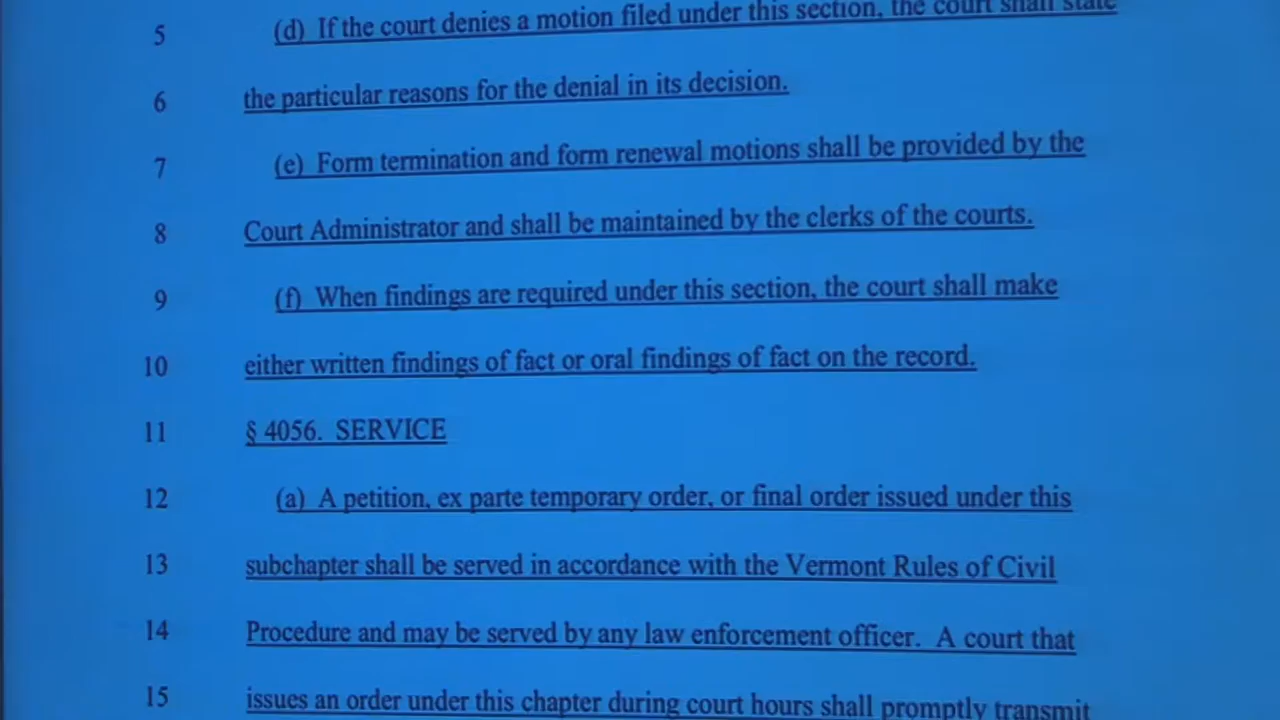 5 (d) If the court denies a motion filed under this section, the court shall state
6 the particular reasons for the denial in its decision.
7 (e) Form termination and form renewal motions shall be provided by the
8 Court Administrator and shall be maintained by the clerks of the courts.
9 (f) When findings are required under this section, the court shall make
10 either written findings of fact or oral findings of fact on the record.
11 § 4056. SERVICE
12 (a) A petition, ex parte temporary order, or final order issued under this
13 subchapter shall be served in accordance with the Vermont Rules of Civil
14 Procedure and may be served by any law enforcement officer. A court that
15 issues an order under this chapter during court hours shall promptly transmit